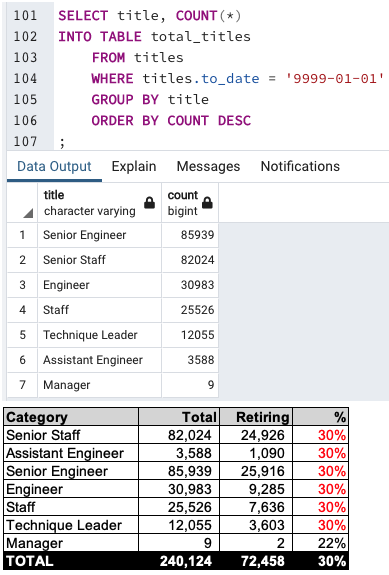 101 SELECT title, COUNT(*)
102 INTO TABLE total_titles
103 FROM titles
104 WHERE titles.to_date = '9999-01-01'
105 GROUP BY title
106 ORDER BY COUNT DESC
107 ;
Data Output Explain Messages Notifications
title count
character varying bigint
1 Senior Engineer 85939
2 Senior Staff 82024
3 Engineer 30983
4 Staff 25526
5 Technique Leader 12055
6 Assistant Engineer 3588
7 Manager 9
Category Total Retiring %
Senior Staff 82,024 24,926 30%
Assistant Engineer 3,588 1,090 30%
Senior Engineer 85,939 25,916 30%
Engineer 30,983 9,285 30%
Staff 25,526 7,636 30%
Technique Leader 12,055 3,603 30%
Manager 9 2 22%
TOTAL 240,124 72,458 30%